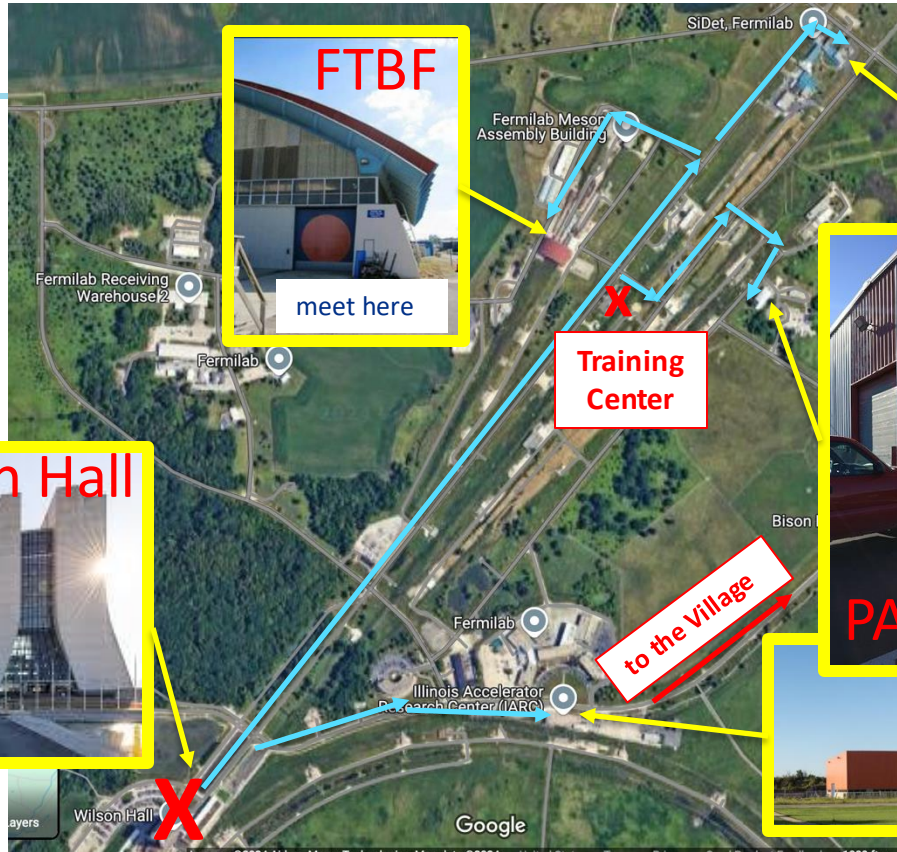 SiDet, Fermilab
FTBF
Fermilab Meson
Assembly Building
Fermilab Receiving
Warehouse 2
meet here
Fermilab
X
Training
Center
n Hall
Bison
PA
to the Village
Fermilab
Illinois Accelerator
Research Center (IARC)
X
Wilson Hall
ayers
Google